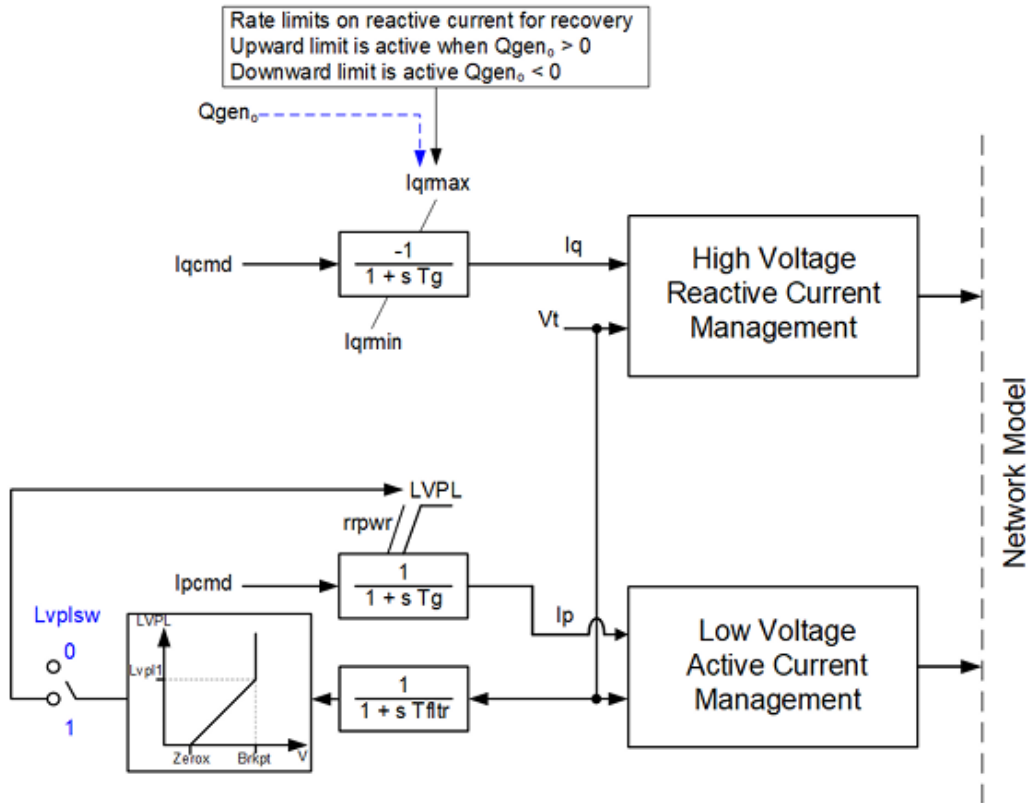 Rate limits on reactive current for recovery
Upward limit is active when Qgenₒ > 0
Downward limit is active Qgenₒ < 0
Qgenₒ
Iqrmax
Iqcmd
-1
1 + s Tg
Iq
Iqrmin
Vt
High Voltage
Reactive Current
Management
Network Model
LVPL
rrpwr
Ipcmd
1
1 + s Tg
Ip
Low Voltage
Active Current
Management
Lvplsw
0
1
LVPL
Lvpl1
Zerox
Brkpt
V
1
1 + s Tfltr